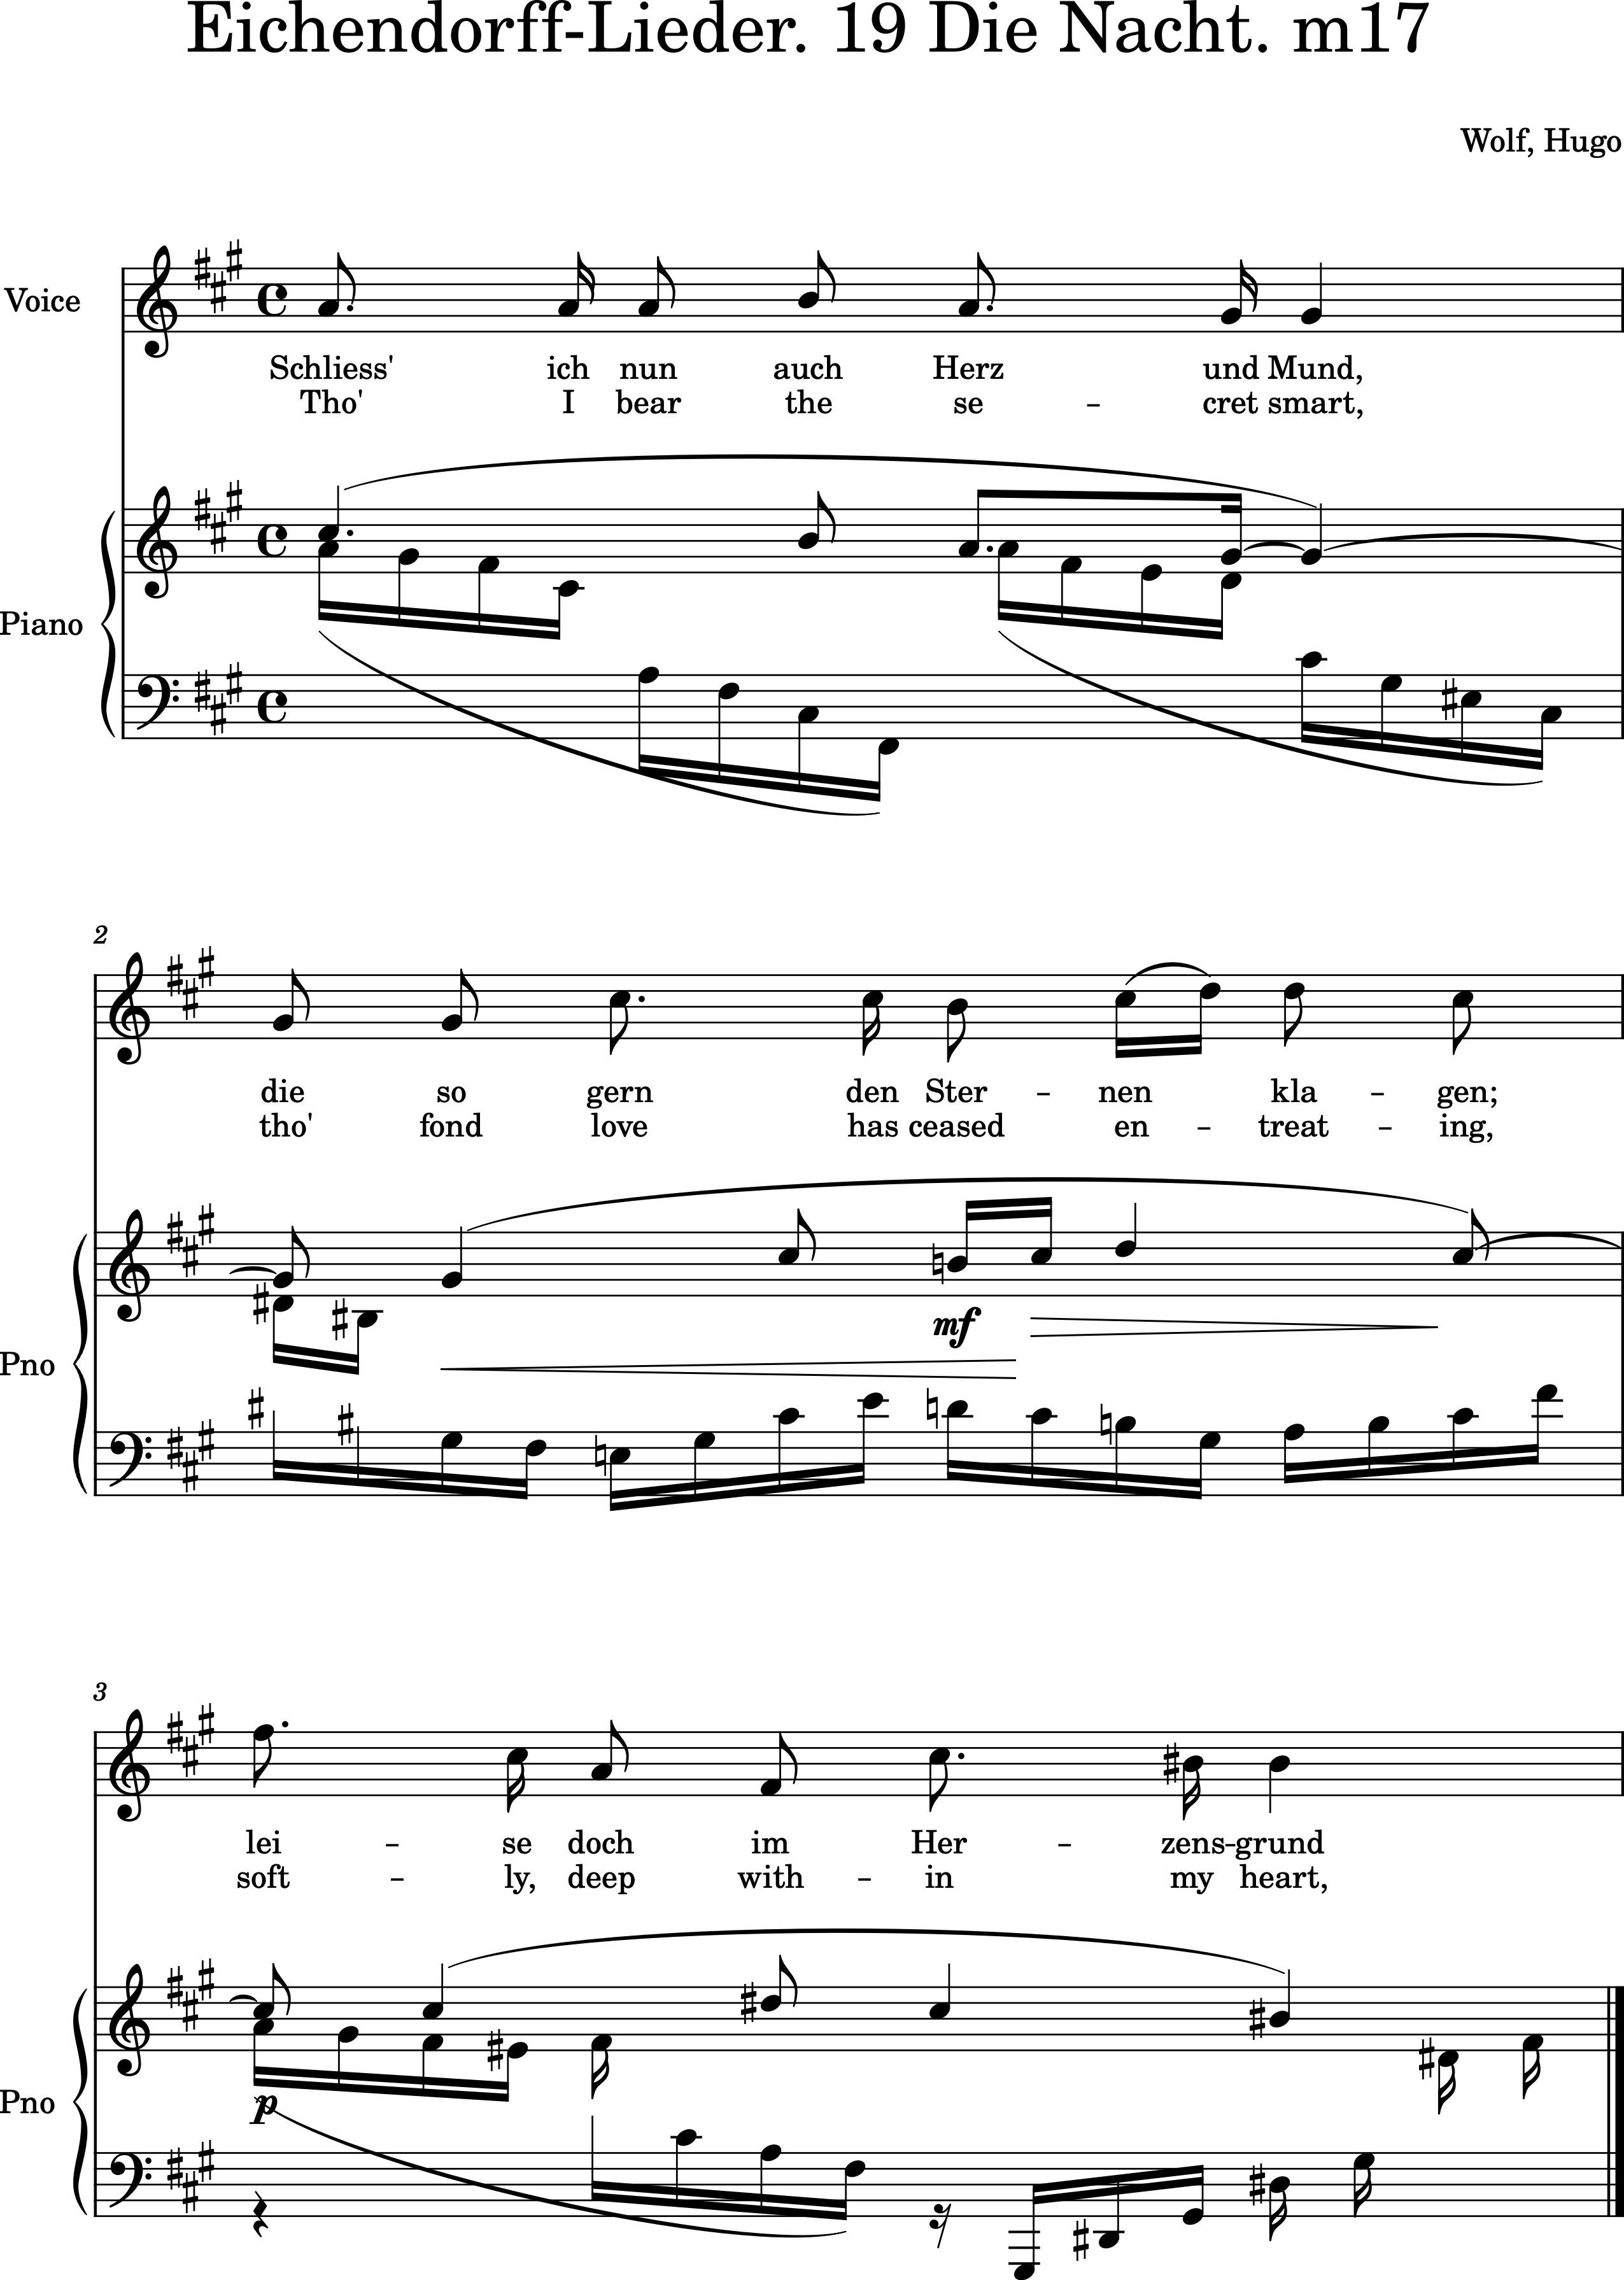 Eichendorff-Lieder. 19 Die Nacht. m17
Wolf, Hugo
Voice
Schliess' ich nun auch Herz und Mund,
Tho' I bear the se - cret smart,
Piano
2
die so gern den Ster - nen kla - gen;
tho' fond love has ceased en - treat - ing,
mf
Pno
3
lei - se doch im Her - zens-grund
soft - ly, deep with - in my heart,
p
Pno